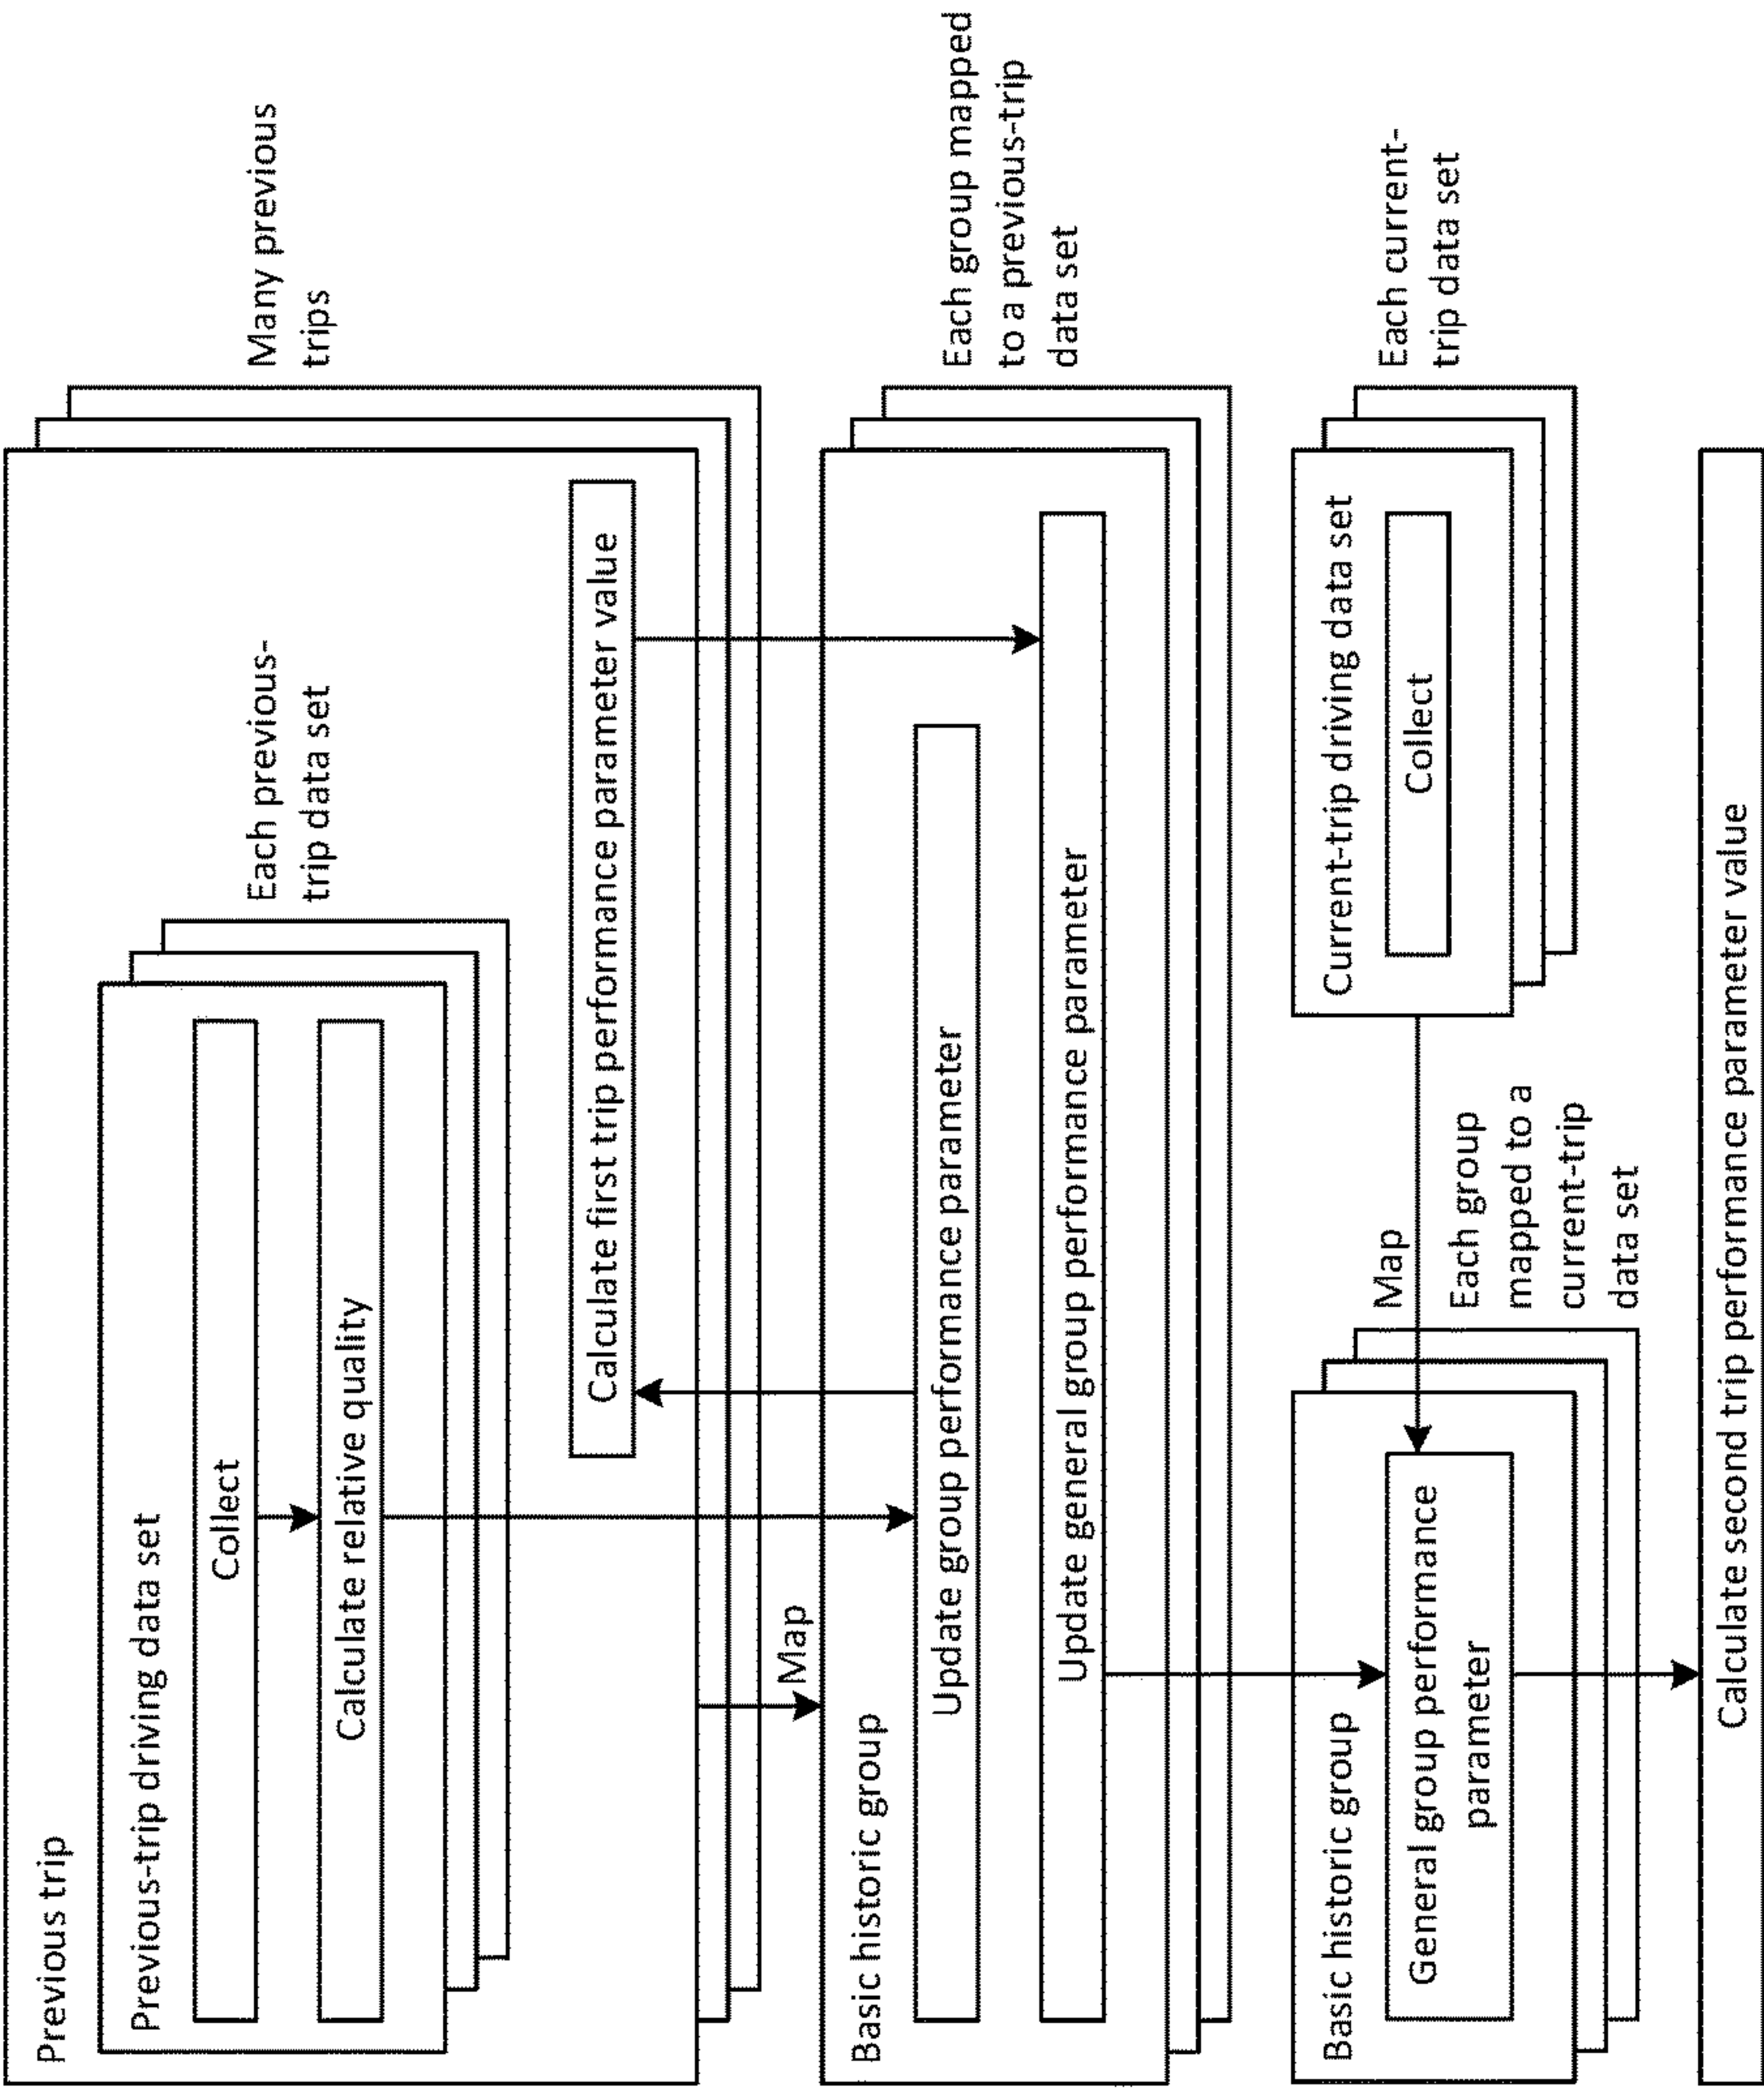 Previous trip
Previous-trip driving data set
Collect
Calculate relative quality
Each previous-
trip data set
Many previous
trips
Calculate first trip performance parameter value
Map
Basic historic group
Update group performance parameter
Update general group performance parameter
Each group mapped
to a previous-trip
data set
Basic historic group
General group performance
parameter
Map
Each group
mapped to a
current-trip
data set
Current-trip driving data set
Collect
Each current-
trip data set
Calculate second trip performance parameter value